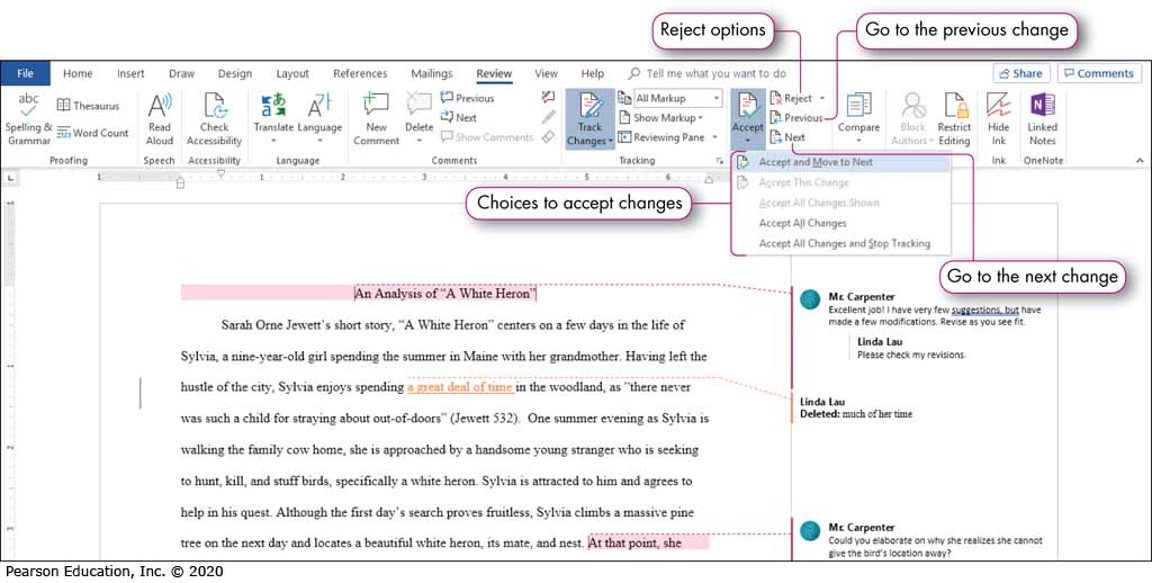 Reject options
Go to the previous change
File Home Insert Draw Design Layout References Mailings Review View Help Tell me what you want to do Share Comments
abc
Spelling & Grammar
Thesaurus
Word Count
Proofing
Read Aloud
Speech
Check Accessibility
Accessibility
Translate
Language
Language
New Comment
Delete
Previous
Next
Show Comments
Comments
Track Changes
All Markup
Show Markup
Reviewing Pane
Tracking
Accept
Reject
Previous
Next
Compare
Block Authors
Restrict Editing
Hide Ink
Ink
Linked Notes
OneNote
Accept and Move to Next
Accept This Change
Accept All Changes Shown
Accept All Changes
Accept All Changes and Stop Tracking
Choices to accept changes
Go to the next change
1 1 2 3 4 5 6
1
1
2
3
An Analysis of “A White Heron”
Sarah Orne Jewett’s short story, “A White Heron” centers on a few days in the life of
Sylvia, a nine-year-old girl spending the summer in Maine with her grandmother. Having left the
hustle of the city, Sylvia enjoys spending a great deal of time in the woodland, as “there never
was such a child for straying about out-of-doors” (Jewett 532). One summer evening as Sylvia is
walking the family cow home, she is approached by a handsome young stranger who is seeking
to hunt, kill, and stuff birds, specifically a white heron. Sylvia is attracted to him and agrees to
help in his quest. Although the first day’s search proves fruitless, Sylvia climbs a massive pine
tree on the next day and locates a beautiful white heron, its mate, and nest. At that point, she
Mr. Carpenter
Excellent job! I have very few suggestions, but have
made a few modifications. Revise as you see fit.
Linda Lau
Please check my revisions.
Linda Lau
Deleted: much of her time
Mr. Carpenter
Could you elaborate on why she realizes she cannot
give the bird’s location away?
Pearson Education, Inc. © 2020